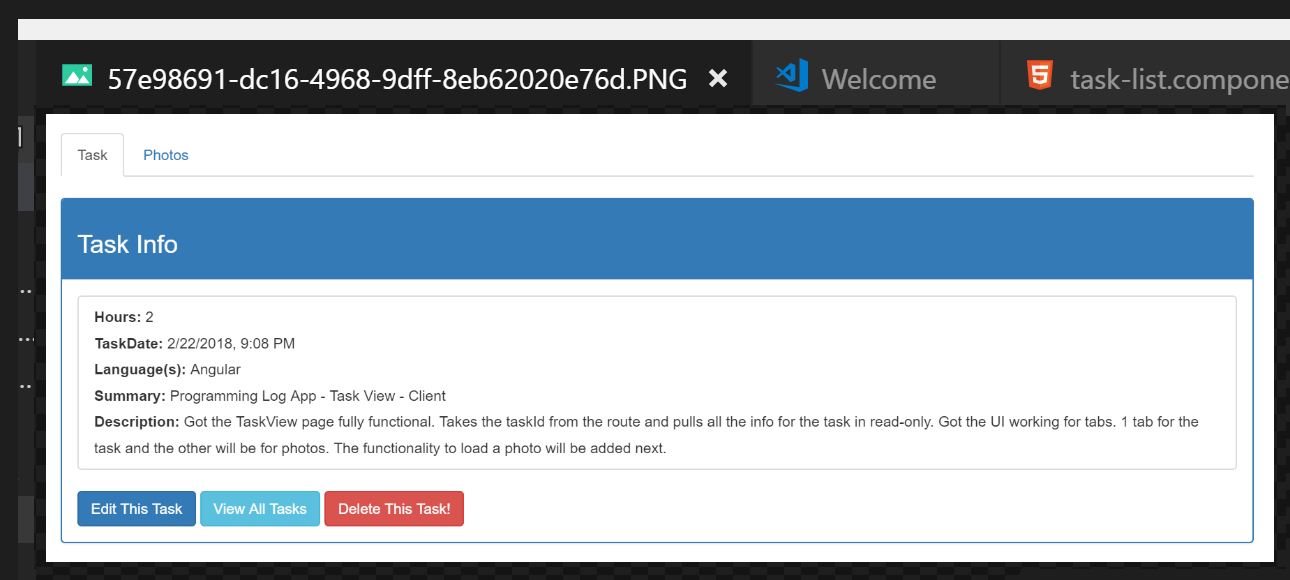 57e98691-dc16-4968-9dff-8eb62020e76d.PNG Welcome task-list.compone
Task Photos
Task Info
Hours: 2
TaskDate: 2/22/2018, 9:08 PM
Language(s): Angular
Summary: Programming Log App - Task View - Client
Description: Got the TaskView page fully functional. Takes the taskId from the route and pulls all the info for the task in read-only. Got the UI working for tabs. 1 tab for the
task and the other will be for photos. The functionality to load a photo will be added next.
Edit This Task View All Tasks Delete This Task!